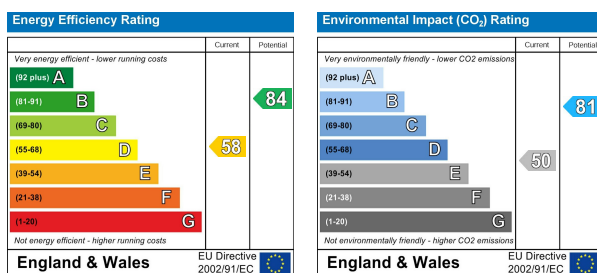 Energy Efficiency Rating
Current Potential
Very energy efficient - lower running costs
(92 plus) A
(81-91) B
84
(69-80) C
(55-68) D
58
(39-54) E
(21-38) F
(1-20) G
Not energy efficient - higher running costs
England & Wales
EU Directive
2002/91/EC
Environmental Impact (CO₂) Rating
Current Potential
Very environmentally friendly - lower CO2 emissions
(92 plus) A
(81-91) B
81
(69-80) C
(55-68) D
(39-54) E
50
(21-38) F
(1-20) G
Not environmentally friendly - higher CO2 emissions
England & Wales
EU Directive
2002/91/EC